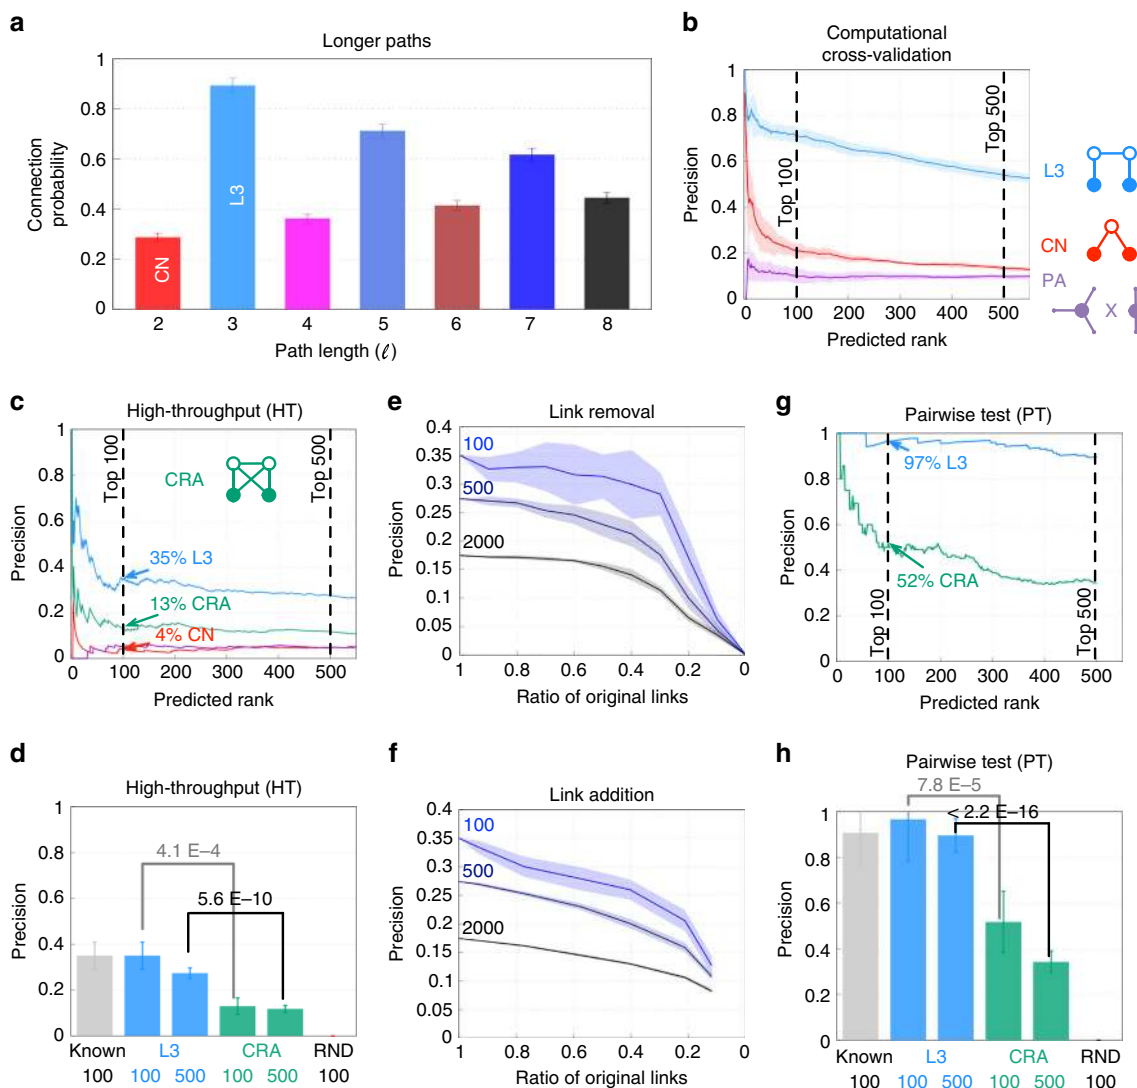 a
Longer paths
Connection probability
1
0.8
0.6
0.4
0.2
0
CN
L3
2 3 4 5 6 7 8
Path length (ℓ)
b
Computational
cross-validation
Precision
1
0.8
0.6
0.4
0.2
0
Top 100
Top 500
0 100 200 300 400 500
Predicted rank
L3
CN
PA
X
c
High-throughput (HT)
Precision
1
0.8
0.6
0.4
0.2
0
Top 100
Top 500
CRA
35% L3
13% CRA
4% CN
0 100 200 300 400 500
Predicted rank
e
Link removal
Precision
0.4
0.35
0.3
0.25
0.2
0.15
0.1
0.05
0
100
500
2000
1 0.8 0.6 0.4 0.2 0
Ratio of original links
g
Pairwise test (PT)
Precision
1
0.8
0.6
0.4
0.2
0
97% L3
52% CRA
Top 100
Top 500
0 100 200 300 400 500
Predicted rank
d
High-throughput (HT)
Precision
1
0.8
0.6
0.4
0.2
0
4.1 E–4
5.6 E–10
Known L3 CRA RND
100 100 500 100 500 100
f
Link addition
Precision
0.4
0.35
0.3
0.25
0.2
0.15
0.1
0.05
0
100
500
2000
1 0.8 0.6 0.4 0.2 0
Ratio of original links
h
Pairwise test (PT)
Precision
7.8 E–5
< 2.2 E–16
1
0.8
0.6
0.4
0.2
0
Known L3 CRA RND
100 100 500 100 500 100